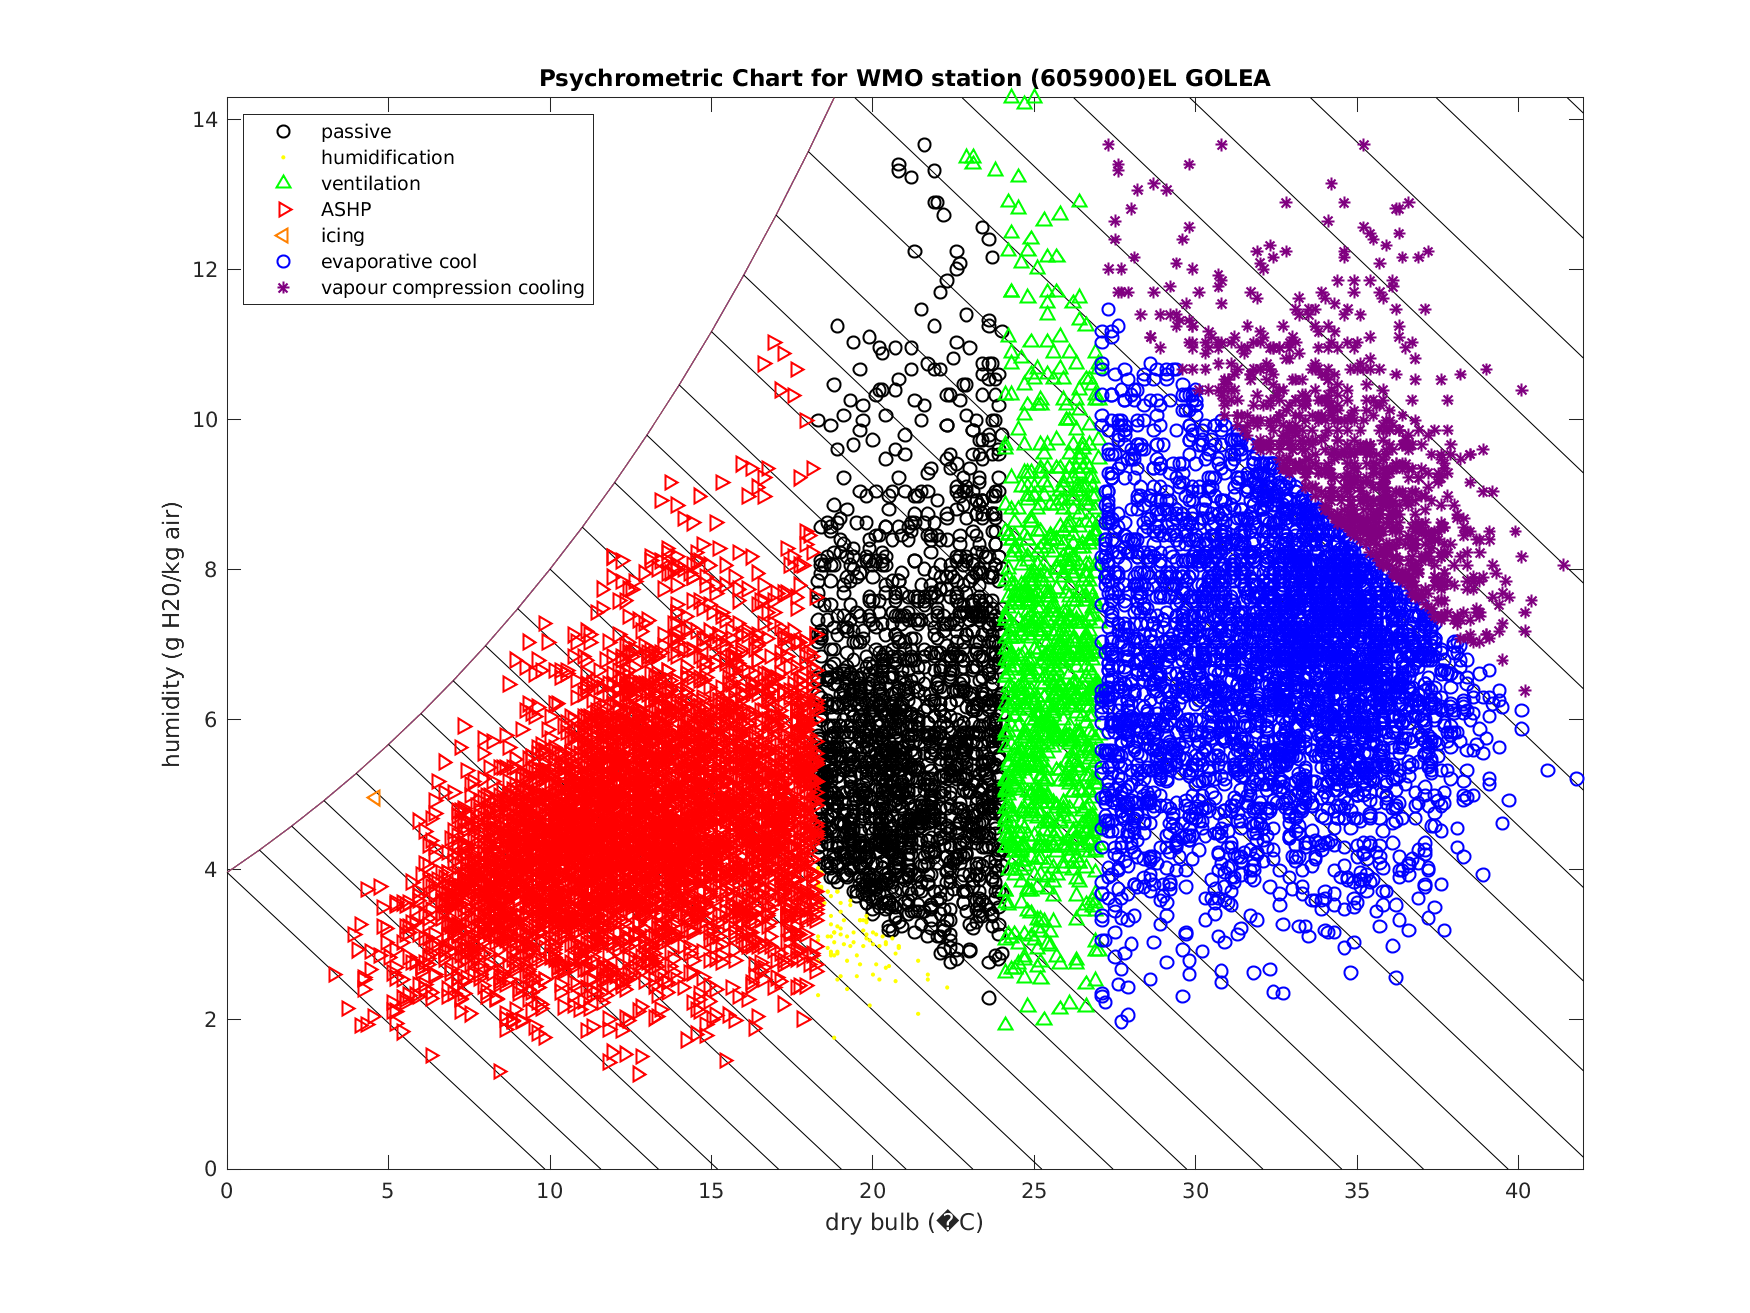 Psychrometric Chart for WMO station (605900)EL GOLEA
14
12
10
8
6
4
2
0
humidity (g H20/kg air)
passive
humidification
ventilation
ASHP
icing
evaporative cool
vapour compression cooling
0 5 10 15 20 25 30 35 40
dry bulb (�C)